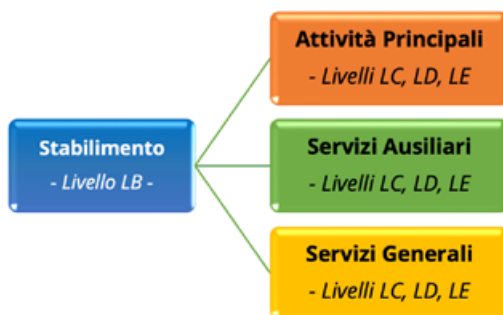 Attività Principali
- Livelli LC, LD, LE
Stabilimento
- Livello LB -
Servizi Ausiliari
- Livelli LC, LD, LE
Servizi Generali
- Livelli LC, LD, LE